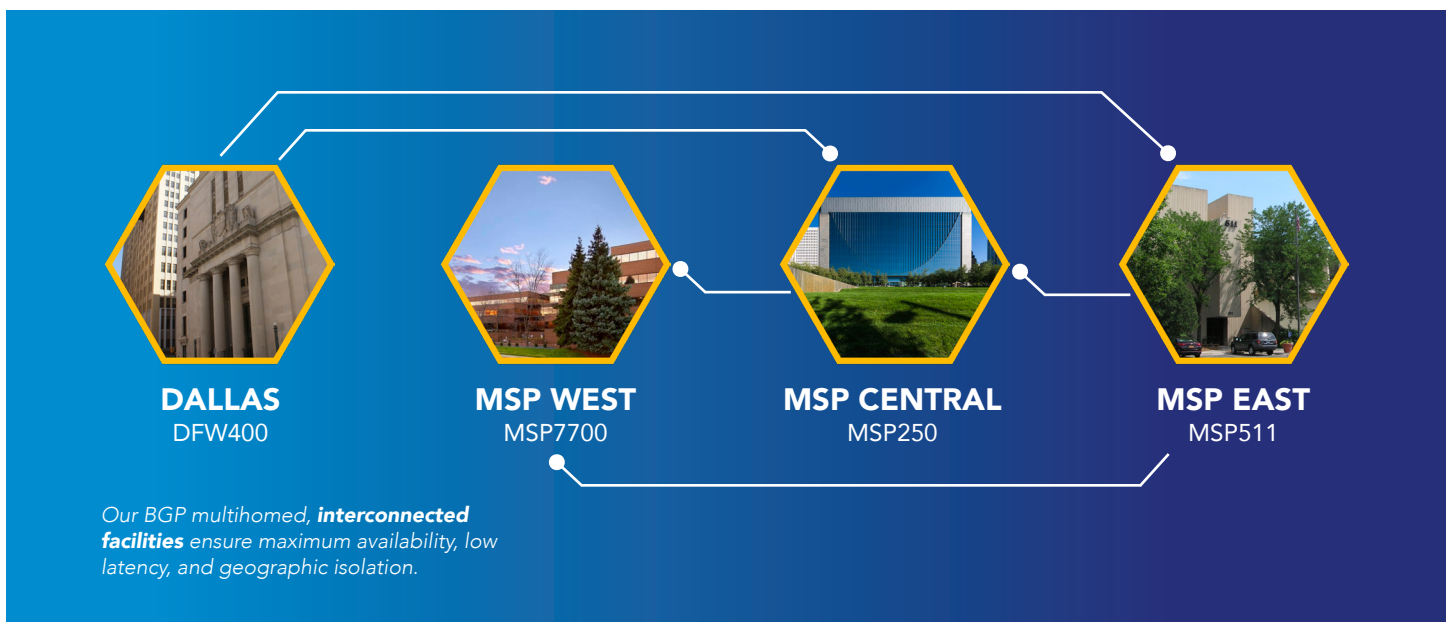 DALLAS
DFW400
MSP WEST
MSP7700
MSP CENTRAL
MSP250
MSP EAST
MSP511
511
Our BGP multihomed, interconnected
facilities ensure maximum availability, low
latency, and geographic isolation.